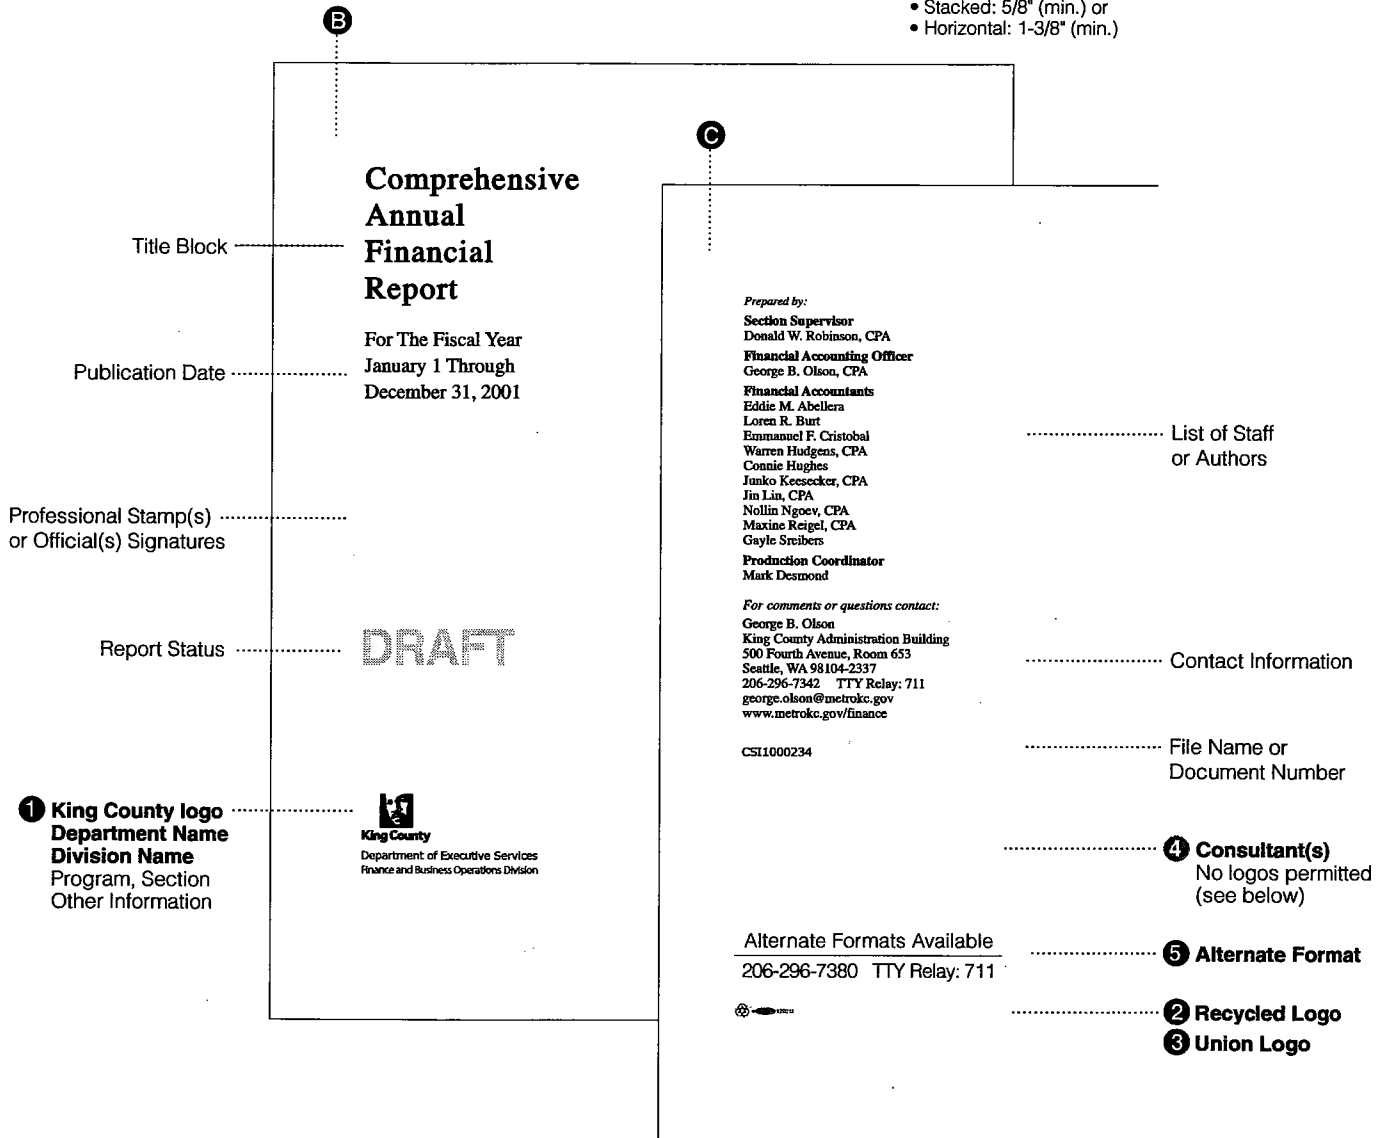 • Stacked: 5/8" (min.) or
• Horizontal: 1-3/8" (min.)
B
C
Title Block
Comprehensive
Annual
Financial
Report
Publication Date
For The Fiscal Year
January 1 Through
December 31, 2001
Professional Stamp(s)
or Official(s) Signatures
Report Status
DRAFT
1 King County logo
Department Name
Division Name
Program, Section
Other Information
King County
Department of Executive Services
Finance and Business Operations Division
Prepared by:
Section Supervisor
Donald W. Robinson, CPA
Financial Accounting Officer
George B. Olson, CPA
Financial Accountants
Eddie M. Abellera
Loren R. Burt
Emmanuel F. Cristobal
Warren Hudgens, CPA
Connie Hughes
Junko Keesecker, CPA
Jin Lin, CPA
Nollin Ngoev, CPA
Maxine Reigel, CPA
Gayle Sreibers
Production Coordinator
Mark Desmond
List of Staff
or Authors
For comments or questions contact:
George B. Olson
King County Administration Building
500 Fourth Avenue, Room 653
Seattle, WA 98104-2337
206-296-7342 TTY Relay: 711
george.olson@metrokc.gov
www.metrokc.gov/finance
Contact Information
CSI1000234
File Name or
Document Number
4 Consultant(s)
No logos permitted
(see below)
Alternate Formats Available
206-296-7380 TTY Relay: 711
5 Alternate Format
2 Recycled Logo
3 Union Logo